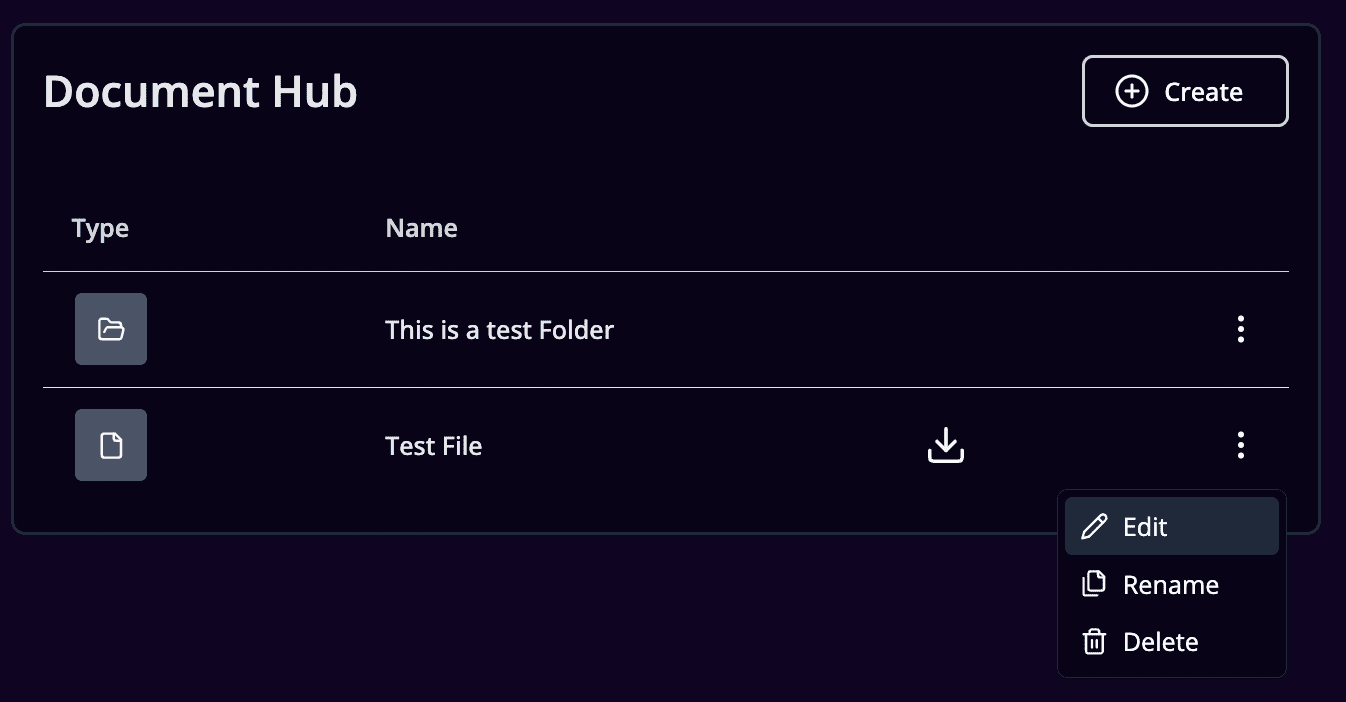 Document Hub
Create
Type Name
This is a test Folder
Test File
Edit
Rename
Delete